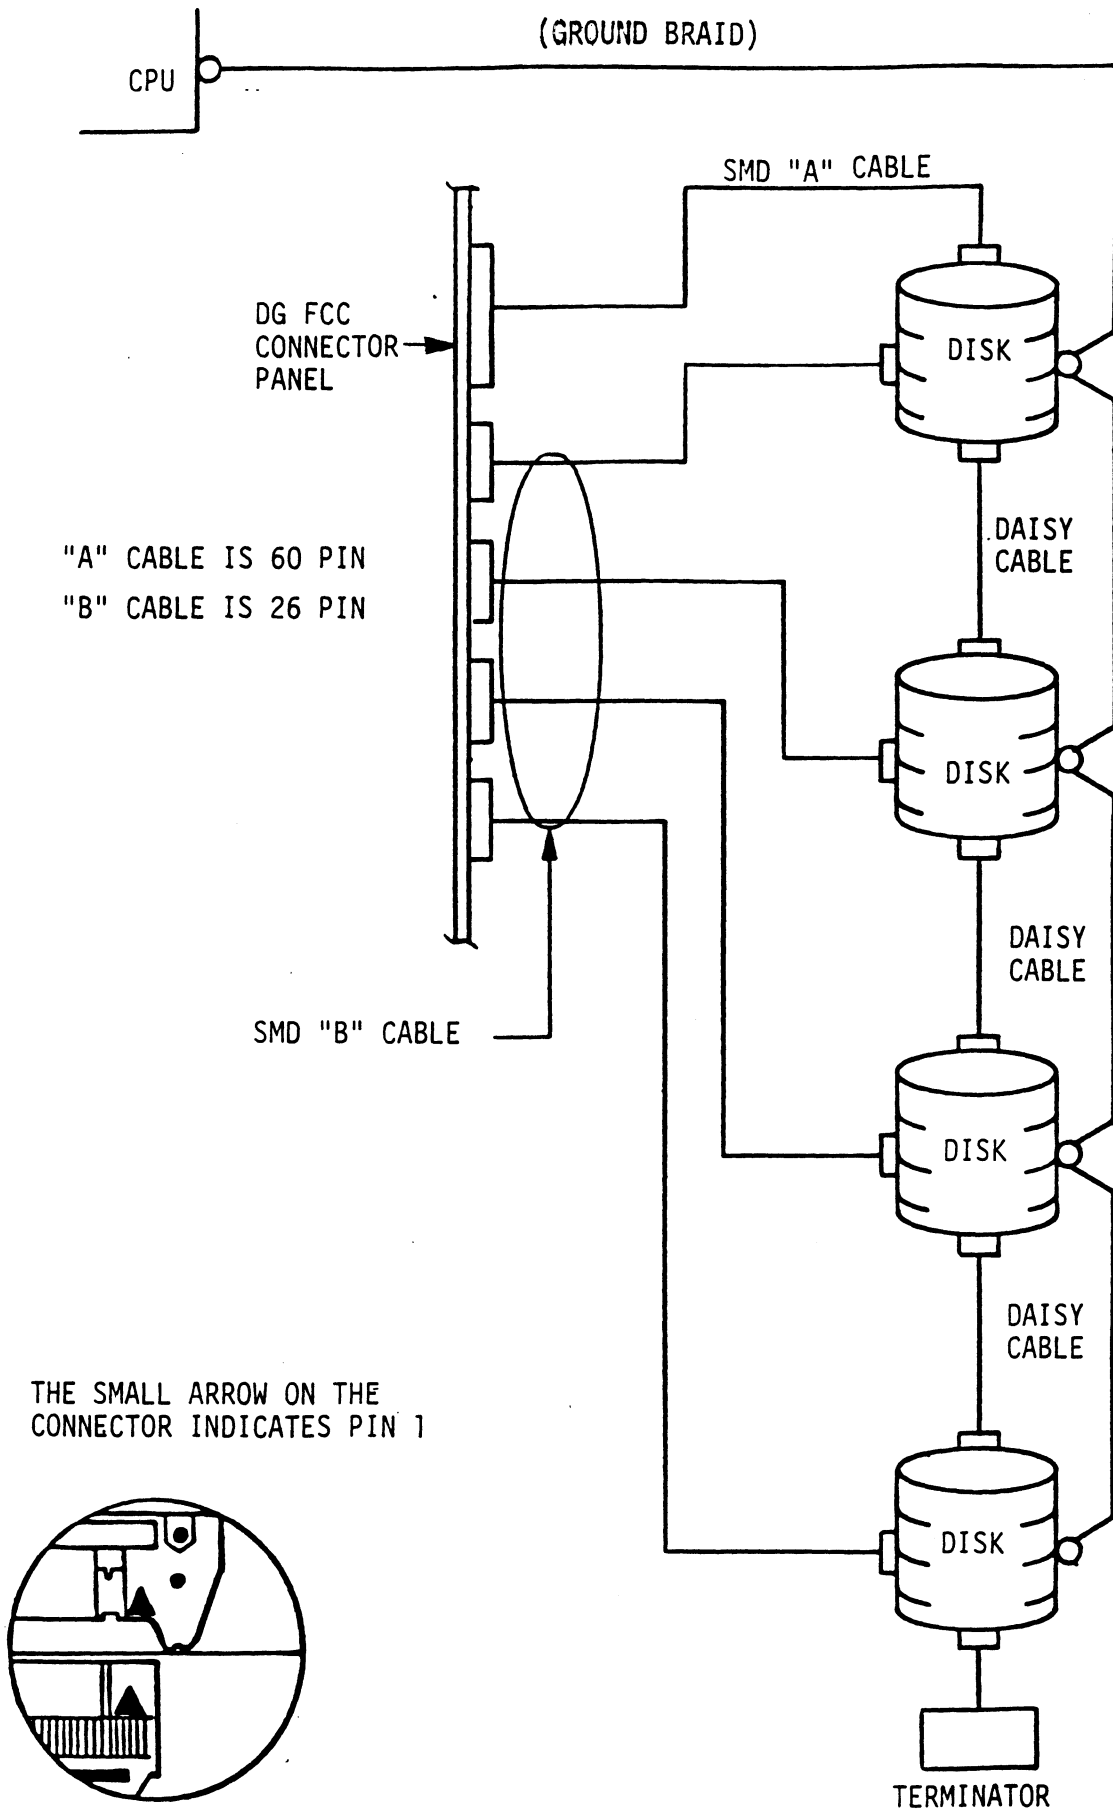 (GROUND BRAID)
CPU
SMD "A" CABLE
DG FCC
CONNECTOR
PANEL
DISK
DAISY
CABLE
"A" CABLE IS 60 PIN
"B" CABLE IS 26 PIN
DISK
DAISY
CABLE
SMD "B" CABLE
DISK
DAISY
CABLE
THE SMALL ARROW ON THE
CONNECTOR INDICATES PIN 1
DISK
TERMINATOR